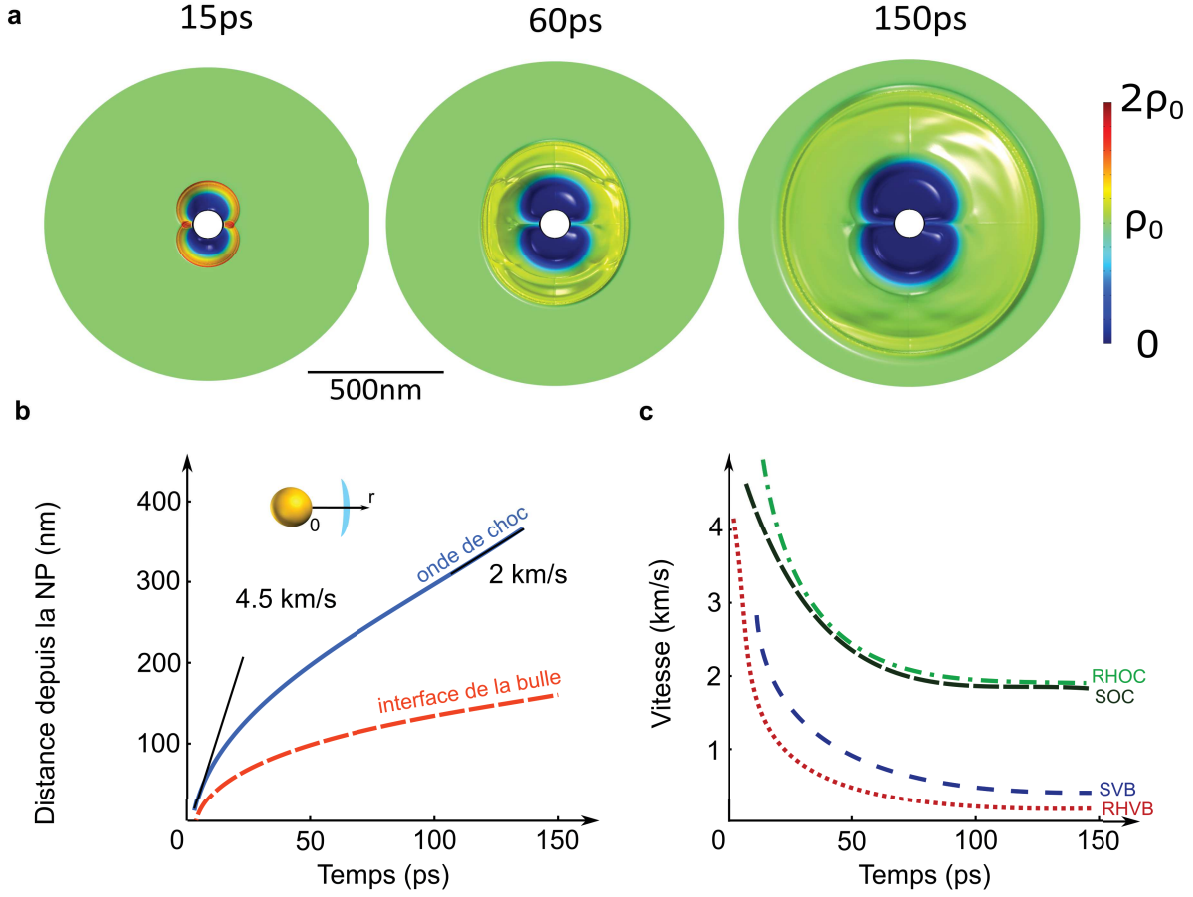 a
15ps
60ps
150ps
2ρ₀
ρ₀
0
500nm
b
Distance depuis la NP (nm)
400
300
200
100
0
50
100
150
Temps (ps)
0
r
4.5 km/s
onde de choc
2 km/s
interface de la bulle
c
Vitesse (km/s)
4
3
2
1
0
50
100
150
Temps (ps)
RHOC
SOC
SVB
RHVB